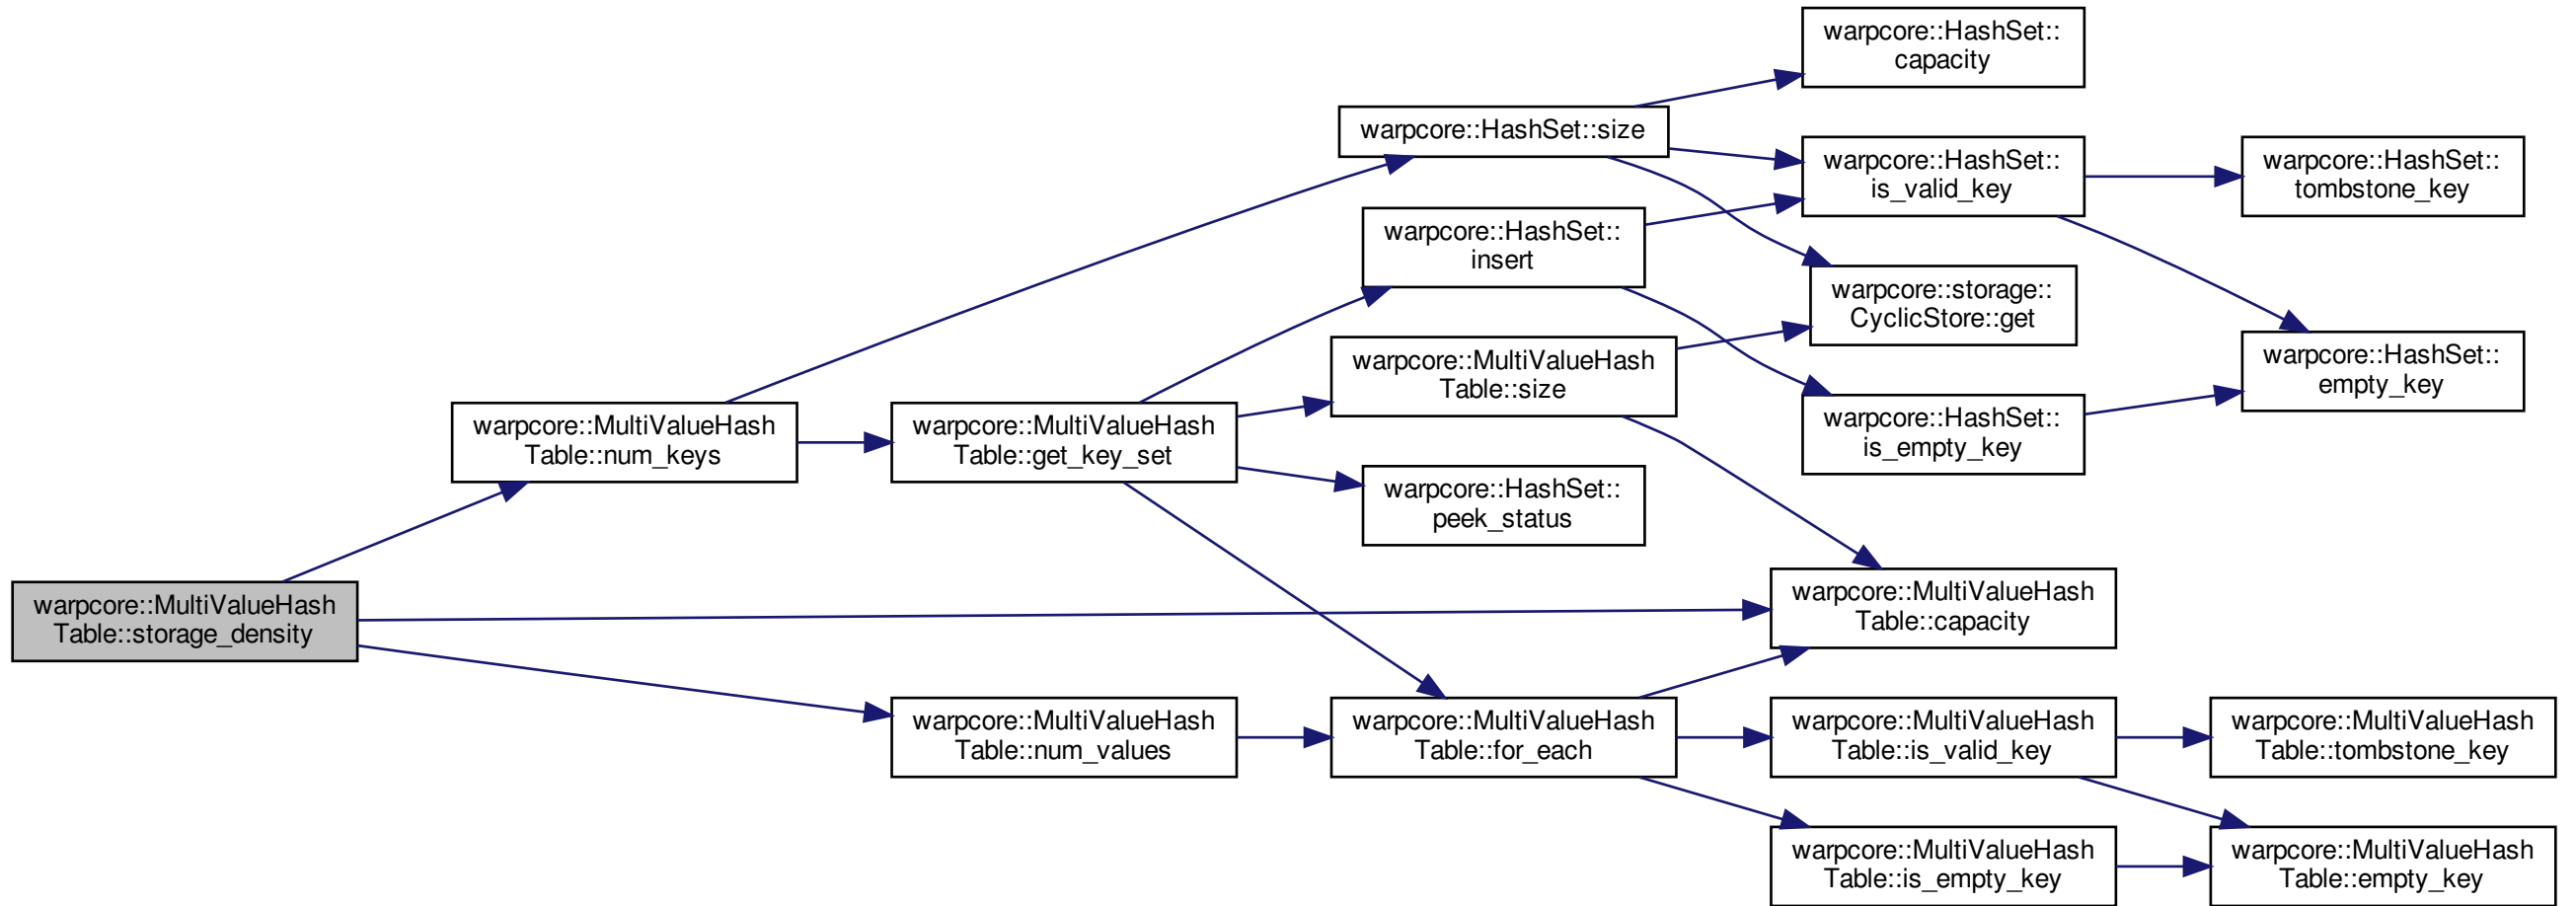 warpcore::MultiValueHash
Table::storage_density
warpcore::MultiValueHash
Table::num_keys
warpcore::MultiValueHash
Table::get_key_set
warpcore::MultiValueHash
Table::num_values
warpcore::HashSet::size
warpcore::HashSet::
insert
warpcore::MultiValueHash
Table::size
warpcore::HashSet::
peek_status
warpcore::MultiValueHash
Table::for_each
warpcore::HashSet::
capacity
warpcore::HashSet::
is_valid_key
warpcore::storage::
CyclicStore::get
warpcore::HashSet::
is_empty_key
warpcore::MultiValueHash
Table::capacity
warpcore::MultiValueHash
Table::is_valid_key
warpcore::MultiValueHash
Table::is_empty_key
warpcore::HashSet::
tombstone_key
warpcore::HashSet::
empty_key
warpcore::MultiValueHash
Table::tombstone_key
warpcore::MultiValueHash
Table::empty_key